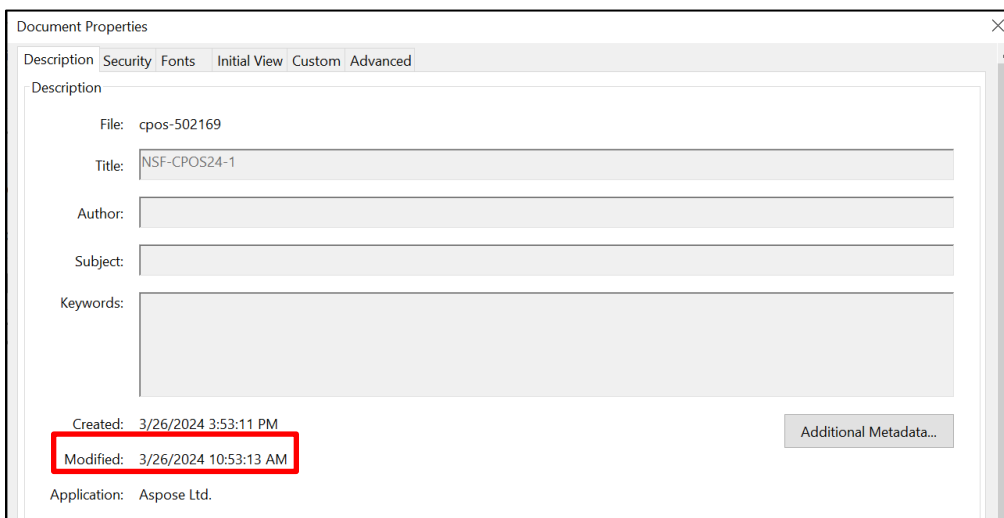 Document Properties
Description Security Fonts Initial View Custom Advanced
Description
File: cpos-502169
Title: NSF-CPOS24-1
Author:
Subject:
Keywords:
Created: 3/26/2024 3:53:11 PM
Additional Metadata...
Modified: 3/26/2024 10:53:13 AM
Application: Aspose Ltd.